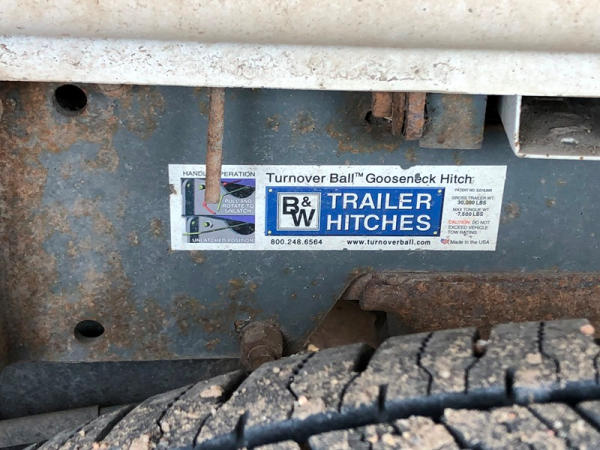 HANDLE OPERATION
PULL AND
ROTATE TO
UNLATCH
UNLATCHED POSITION
Turnover Ball™ Gooseneck Hitch
B&W
TRAILER
HITCHES
800.248.6564 www.turnoverball.com
GROSS TRAILER WT.
30,000 LBS
MAX TONGUE WT.
-7,500 LBS
CAUTION: DO NOT
EXCEED VEHICLE
TOW RATING
Made in the USA